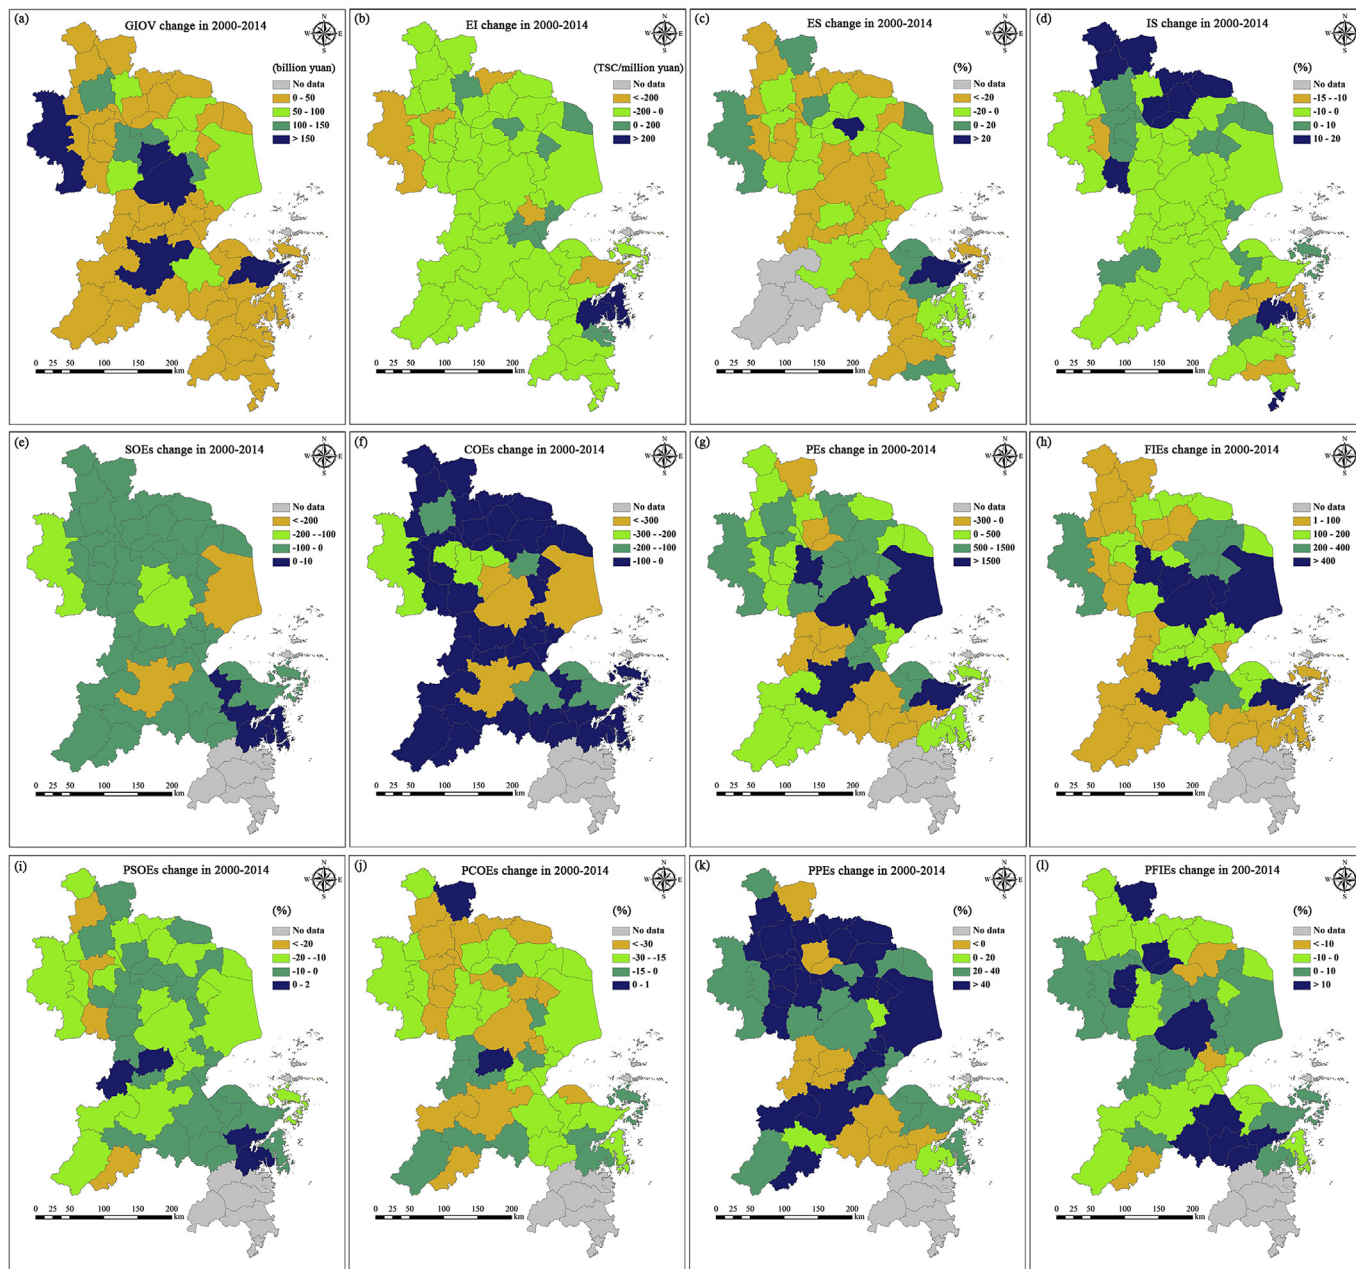 (a) GIOV change in 2000-2014
N
W E
S
(billion yuan)
No data
0 - 50
50 - 100
100 - 150
> 150
0 25 50 100 150 200
km
(b) EI change in 2000-2014
N
W E
S
(TSC/million yuan)
No data
< -200
-200 - 0
0 - 200
> 200
0 25 50 100 150 200
km
(c) ES change in 2000-2014
N
W E
S
(%)
No data
< -20
-20 - 0
0 - 20
> 20
0 25 50 100 150 200
km
(d) IS change in 2000-2014
N
W E
S
(%)
No data
-15 - -10
-10 - 0
0 - 10
10 - 20
0 25 50 100 150 200
km
(e) SOEs change in 2000-2014
N
W E
S
No data
< -200
-200 - -100
-100 - 0
0 -10
0 25 50 100 150 200
km
(f) COEs change in 2000-2014
N
W E
S
No data
< -300
-300 - -200
-200 - -100
-100 - 0
0 25 50 100 150 200
km
(g) PEs change in 2000-2014
N
W E
S
No data
-300 - 0
0 - 500
500 - 1500
> 1500
0 25 50 100 150 200
km
(h) FIEs change in 2000-2014
N
W E
S
No data
1 - 100
100 - 200
200 - 400
> 400
0 25 50 100 150 200
km
(i) PSOEs change in 2000-2014
N
W E
S
(%)
No data
< -20
-20 - -10
-10 - 0
0 - 2
0 25 50 100 150 200
km
(j) PCOEs change in 2000-2014
N
W E
S
(%)
No data
< -30
-30 - -15
-15 - 0
0 - 1
0 25 50 100 150 200
km
(k) PPEs change in 2000-2014
N
W E
S
(%)
No data
< 0
0 - 20
20 - 40
> 40
0 25 50 100 150 200
km
(l) PFIEs change in 200-2014
N
W E
S
(%)
No data
< -10
-10 - 0
0 - 10
> 10
0 25 50 100 150 200
km